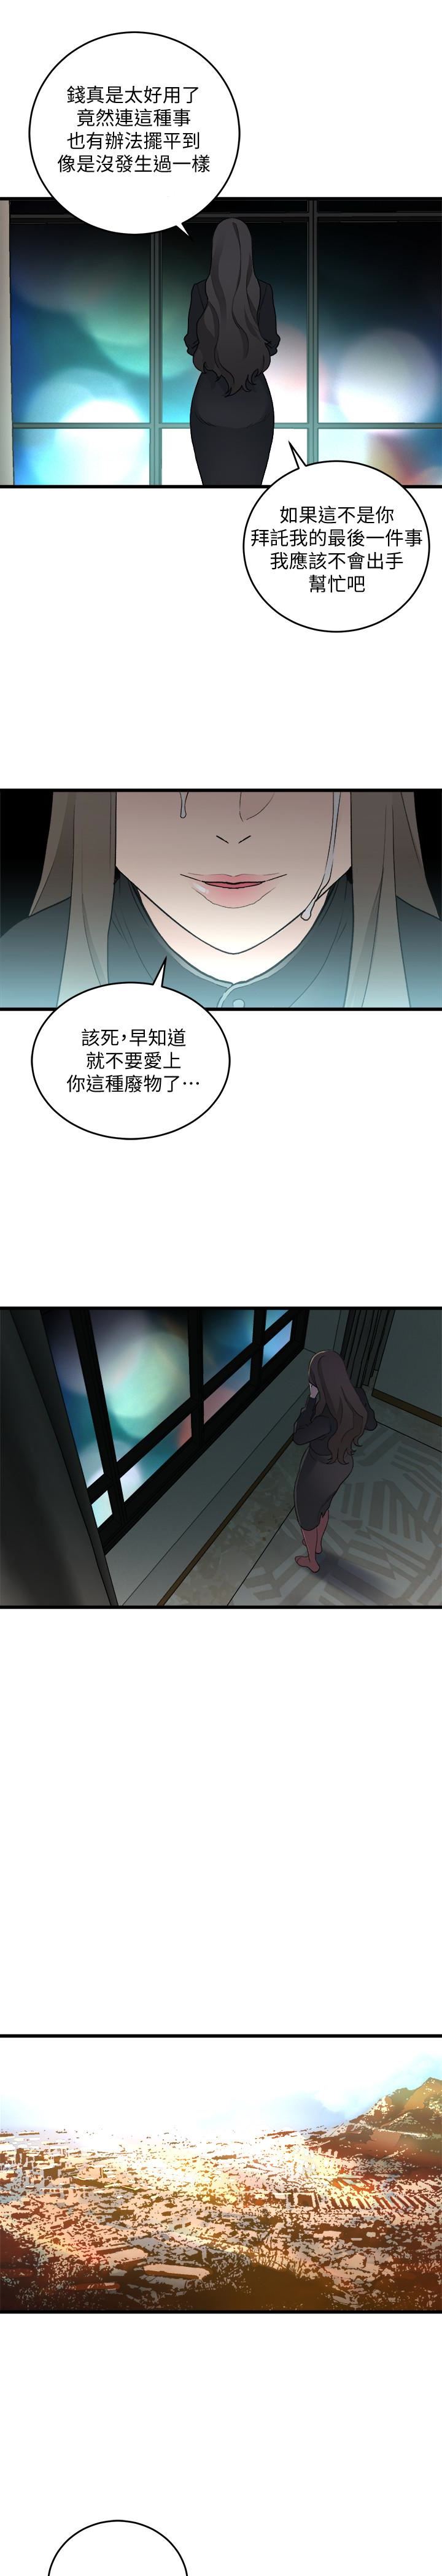 錢真是太好用了
竟然連這種事
也有辦法擺平到
像是沒發生過一樣
如果這不是你
拜託我的最後一件事
我應該不會出手
幫忙吧
該死，早知道
就不要愛上
你這種廢物了⋯